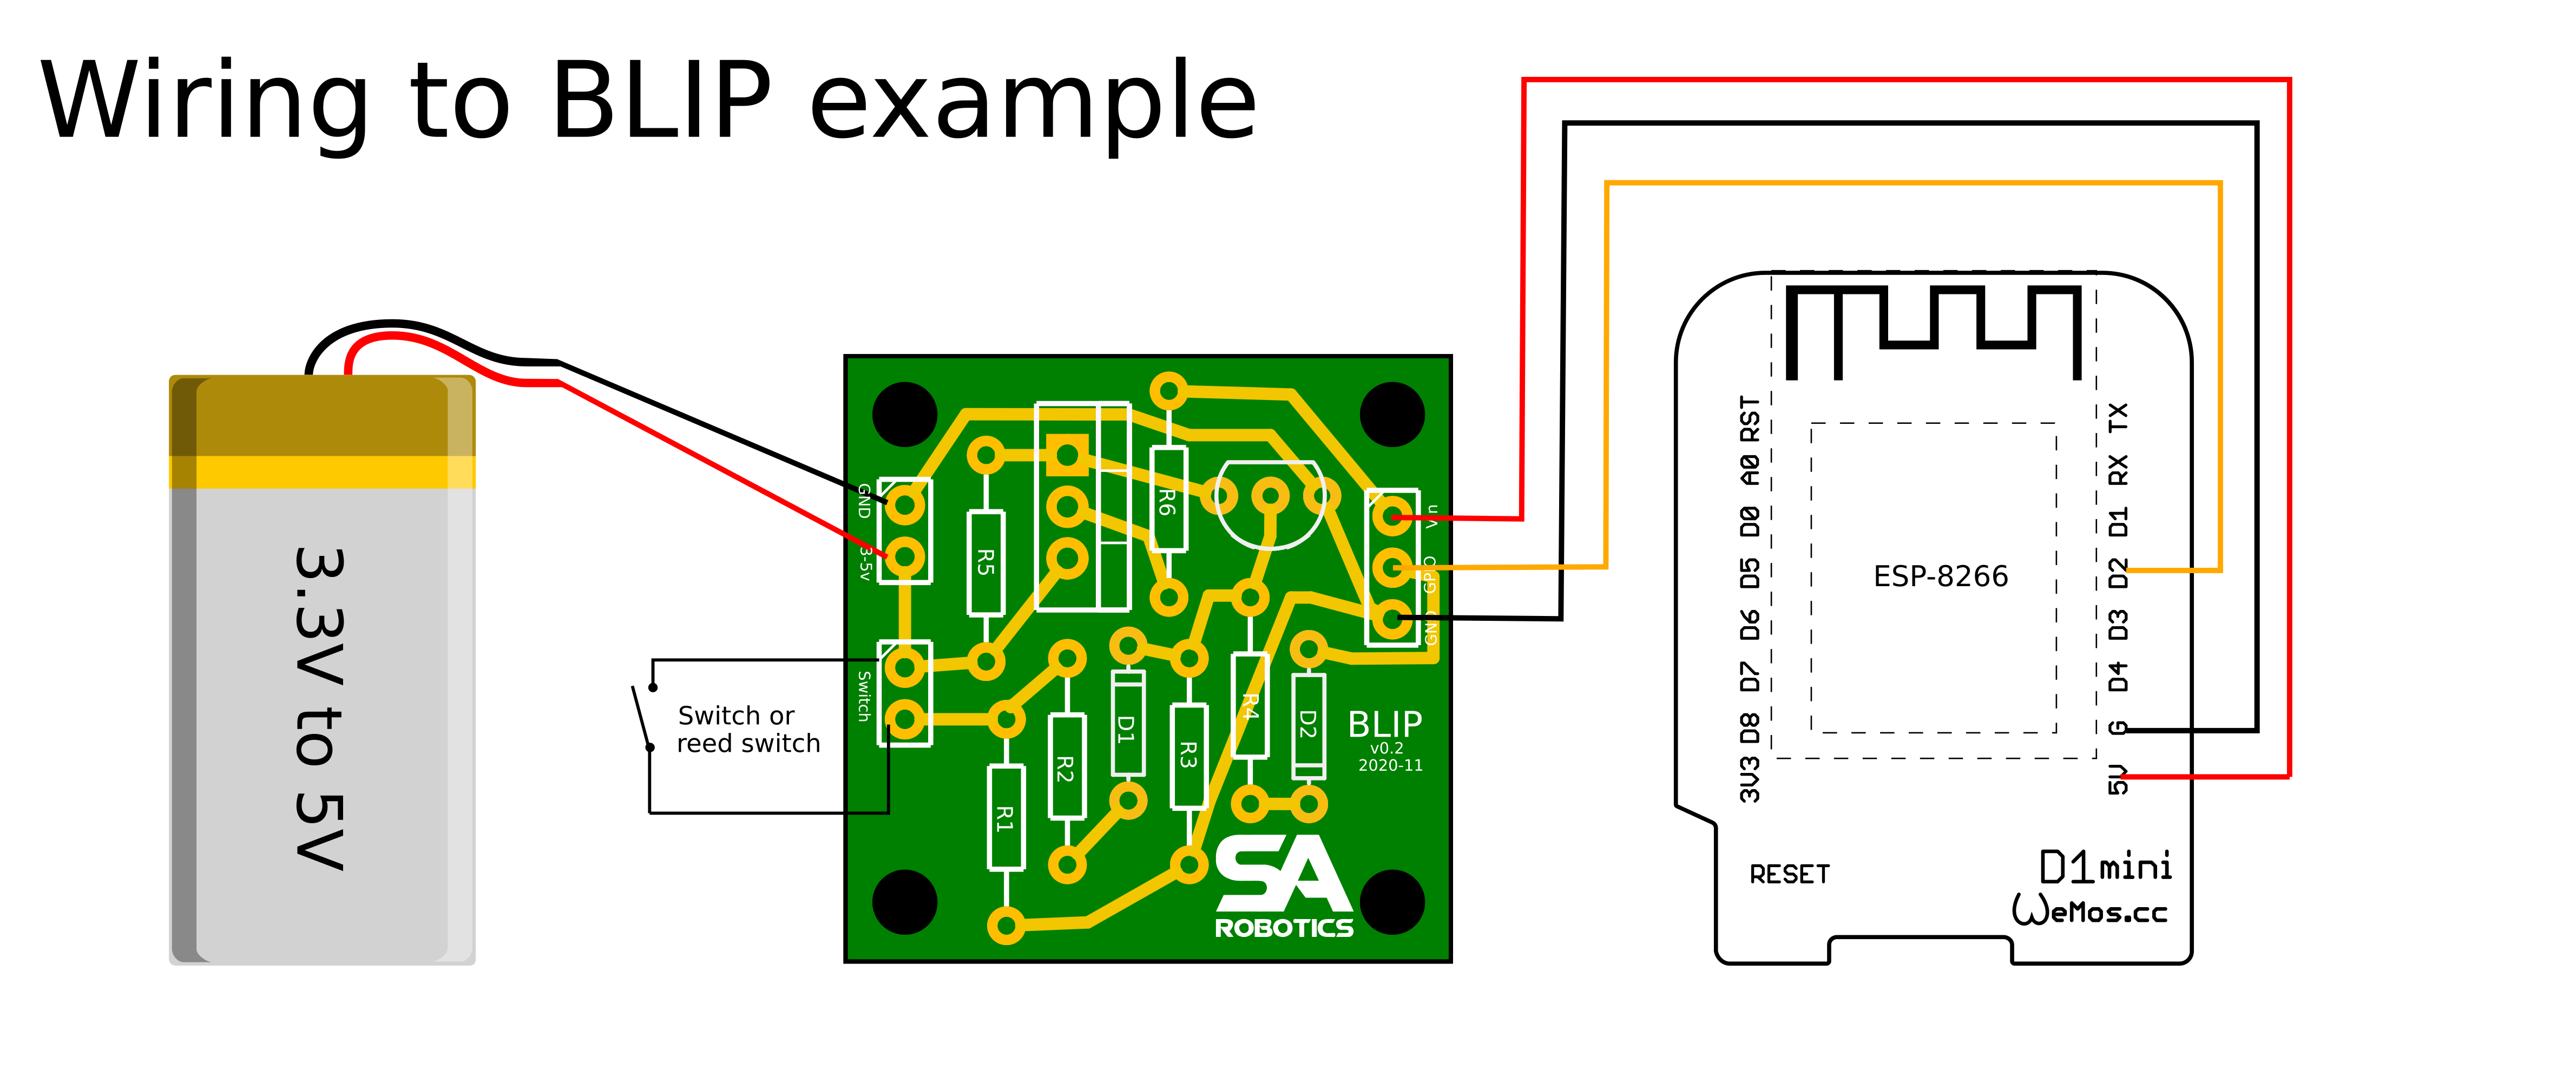 Wiring to BLIP example
3.3V to 5V
GND
3-5v
Switch
Switch or
reed switch
R5
R6
R1
R2
D1
R3
R4
D2
GPIO
GND
BLIP
v0.2
2020-11
SA
ROBOTICS
RST
A0
D0
D5
D6
D7
D8
3V3
ESP-8266
TX
RX
D1
D2
D3
D4
G
5V
RESET
D1 mini
WeMos.cc